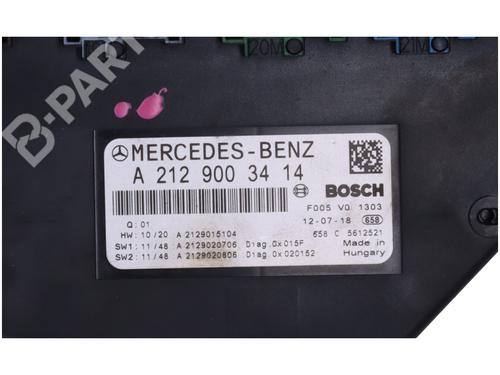 20M
21M
B-PARTS
MERCEDES-BENZ
A 212 900 34 14
BOSCH
F005 V0 1303
Q: 01
12-07-18 658
HW: 10/20 A 2129015104
658 C 5612521
SW1: 11/48 A 2129020706 Diag.0x015F
Made in
SW2: 11/48 A 2129020806 Diag.0x020152
Hungary